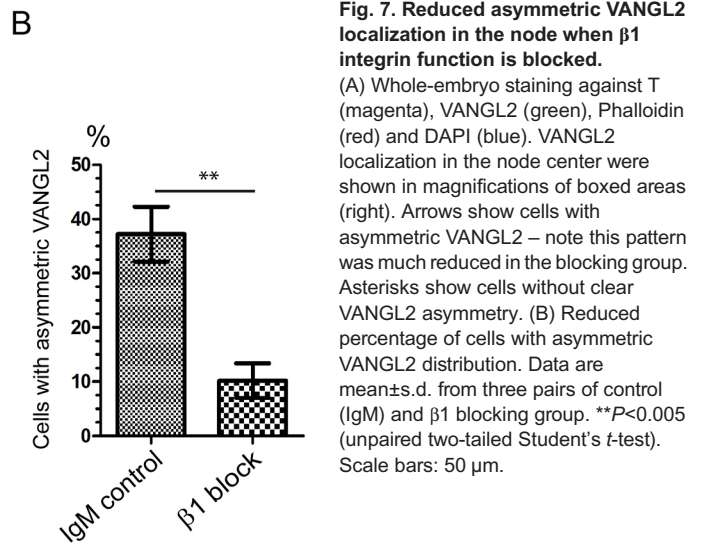 B
%
Cells with asymmetric VANGL2
50
40
30
20
10
0
**
IgM control
β1 block
Fig. 7. Reduced asymmetric VANGL2
localization in the node when β1
integrin function is blocked.
(A) Whole-embryo staining against T
(magenta), VANGL2 (green), Phalloidin
(red) and DAPI (blue). VANGL2
localization in the node center were
shown in magnifications of boxed areas
(right). Arrows show cells with
asymmetric VANGL2 – note this pattern
was much reduced in the blocking group.
Asterisks show cells without clear
VANGL2 asymmetry. (B) Reduced
percentage of cells with asymmetric
VANGL2 distribution. Data are
mean±s.d. from three pairs of control
(IgM) and β1 blocking group. **P<0.005
(unpaired two-tailed Student's t-test).
Scale bars: 50 μm.